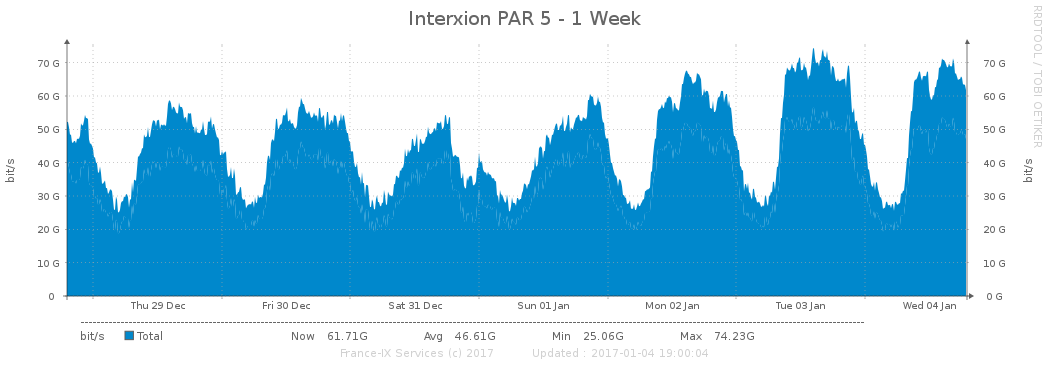 Interxion PAR 5 - 1 Week
RRDTOOL / TOBI OETIKER
bit/s
70 G 70 G
60 G 60 G
50 G 50 G
40 G 40 G
30 G 30 G
20 G 20 G
10 G 10 G
0 0 G
bit/s
Thu 29 Dec Fri 30 Dec Sat 31 Dec Sun 01 Jan Mon 02 Jan Tue 03 Jan Wed 04 Jan
bit/s Total Now 61.71G Avg 46.61G Min 25.06G Max 74.23G
France-IX Services (c) 2017 Updated : 2017-01-04 19:00:04